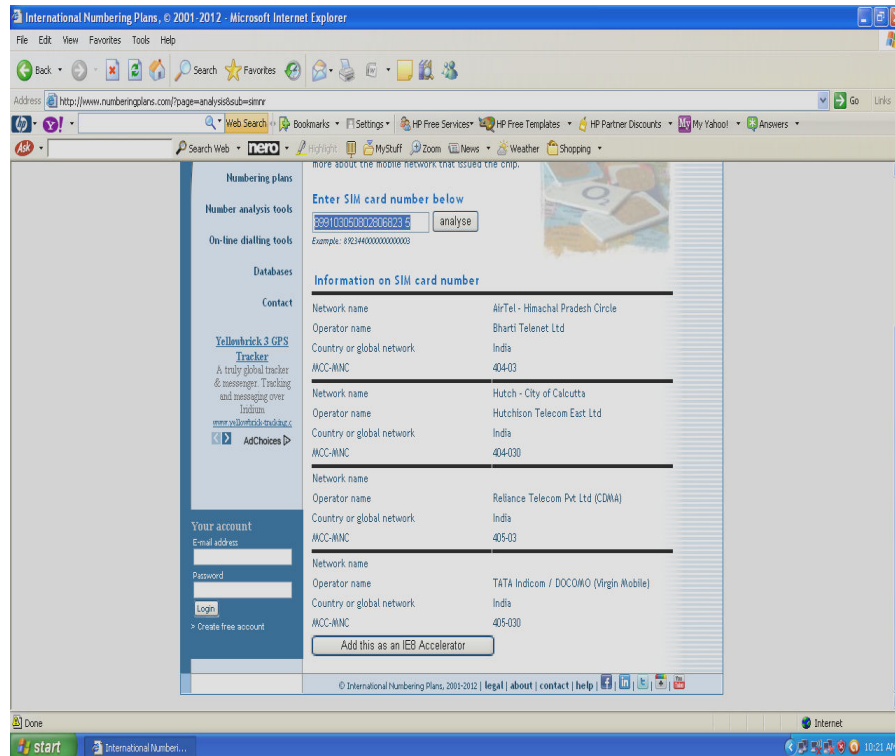 International Numbering Plans, © 2001-2012 - Microsoft Internet Explorer
File Edit View Favorites Tools Help
Back Search Favorites
Address http://www.numberingplans.com/?page=analysis&sub=simnr Go Links
Y! Web Search Bookmarks Settings HP Free Services HP Free Templates HP Partner Discounts My Yahoo! Answers
Ask Search Web nero Highlight MyStuff Zoom News Weather Shopping
more about the mobile network that issued the chip.
Numbering plans
Number analysis tools
On-line dialling tools
Databases
Contact
Yellowbrick 3 GPS
Tracker
A truly global tracker
& messenger. Tracking
and messaging over
Iridium
www.yellowbrick-tracking.c
AdChoices
Your account
E-mail address
Password
Login
> Create free account
Enter SIM card number below
899103050802806823 6 analyse
Example: 8923440000000000003
Information on SIM card number
Network name AirTel - Himachal Pradesh Circle
Operator name Bharti Telenet Ltd
Country or global network India
MCC-MNC 404-03
Network name Hutch - City of Calcutta
Operator name Hutchison Telecom East Ltd
Country or global network India
MCC-MNC 404-030
Network name
Operator name Reliance Telecom Pvt Ltd (CDMA)
Country or global network India
MCC-MNC 405-03
Network name
Operator name TATA Indicom / DOCOMO (Virgin Mobile)
Country or global network India
MCC-MNC 405-030
Add this as an IE8 Accelerator
© International Numbering Plans, 2001-2012 | legal | about | contact | help |
Done Internet
start International Numberi... 10:21 AM